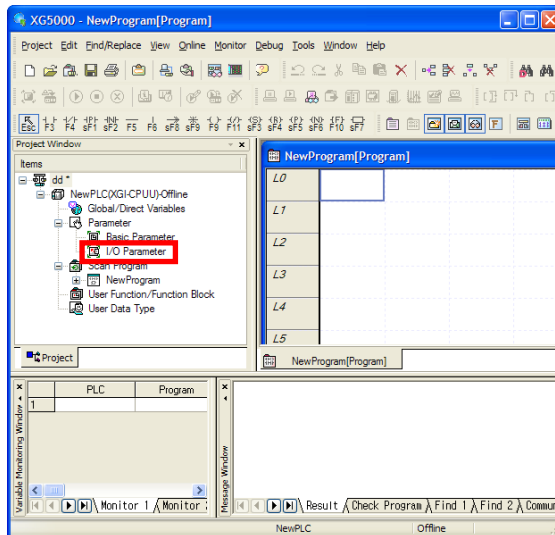 XG5000 - NewProgram[Program]
Project Edit Find/Replace View Online Monitor Debug Tools Window Help
Esc F3 F4 sF1 sF2 F5 F6 sF8 sF9 F9 F11 sF3 sF4 sF5 sF6 F10 sF7
Project Window
Items
dd *
NewPLC(XGI-CPUU)-Offline
Global/Direct Variables
Parameter
Basic Parameter
I/O Parameter
Scan Program
NewProgram
User Function/Function Block
User Data Type
Project
NewProgram[Program]
L0
L1
L2
L3
L4
L5
NewProgram[Program]
Variable Monitoring Window
PLC Program
1
Monitor 1 Monitor
Message Window
Result Check Program Find 1 Find 2 Commun
NewPLC Offline